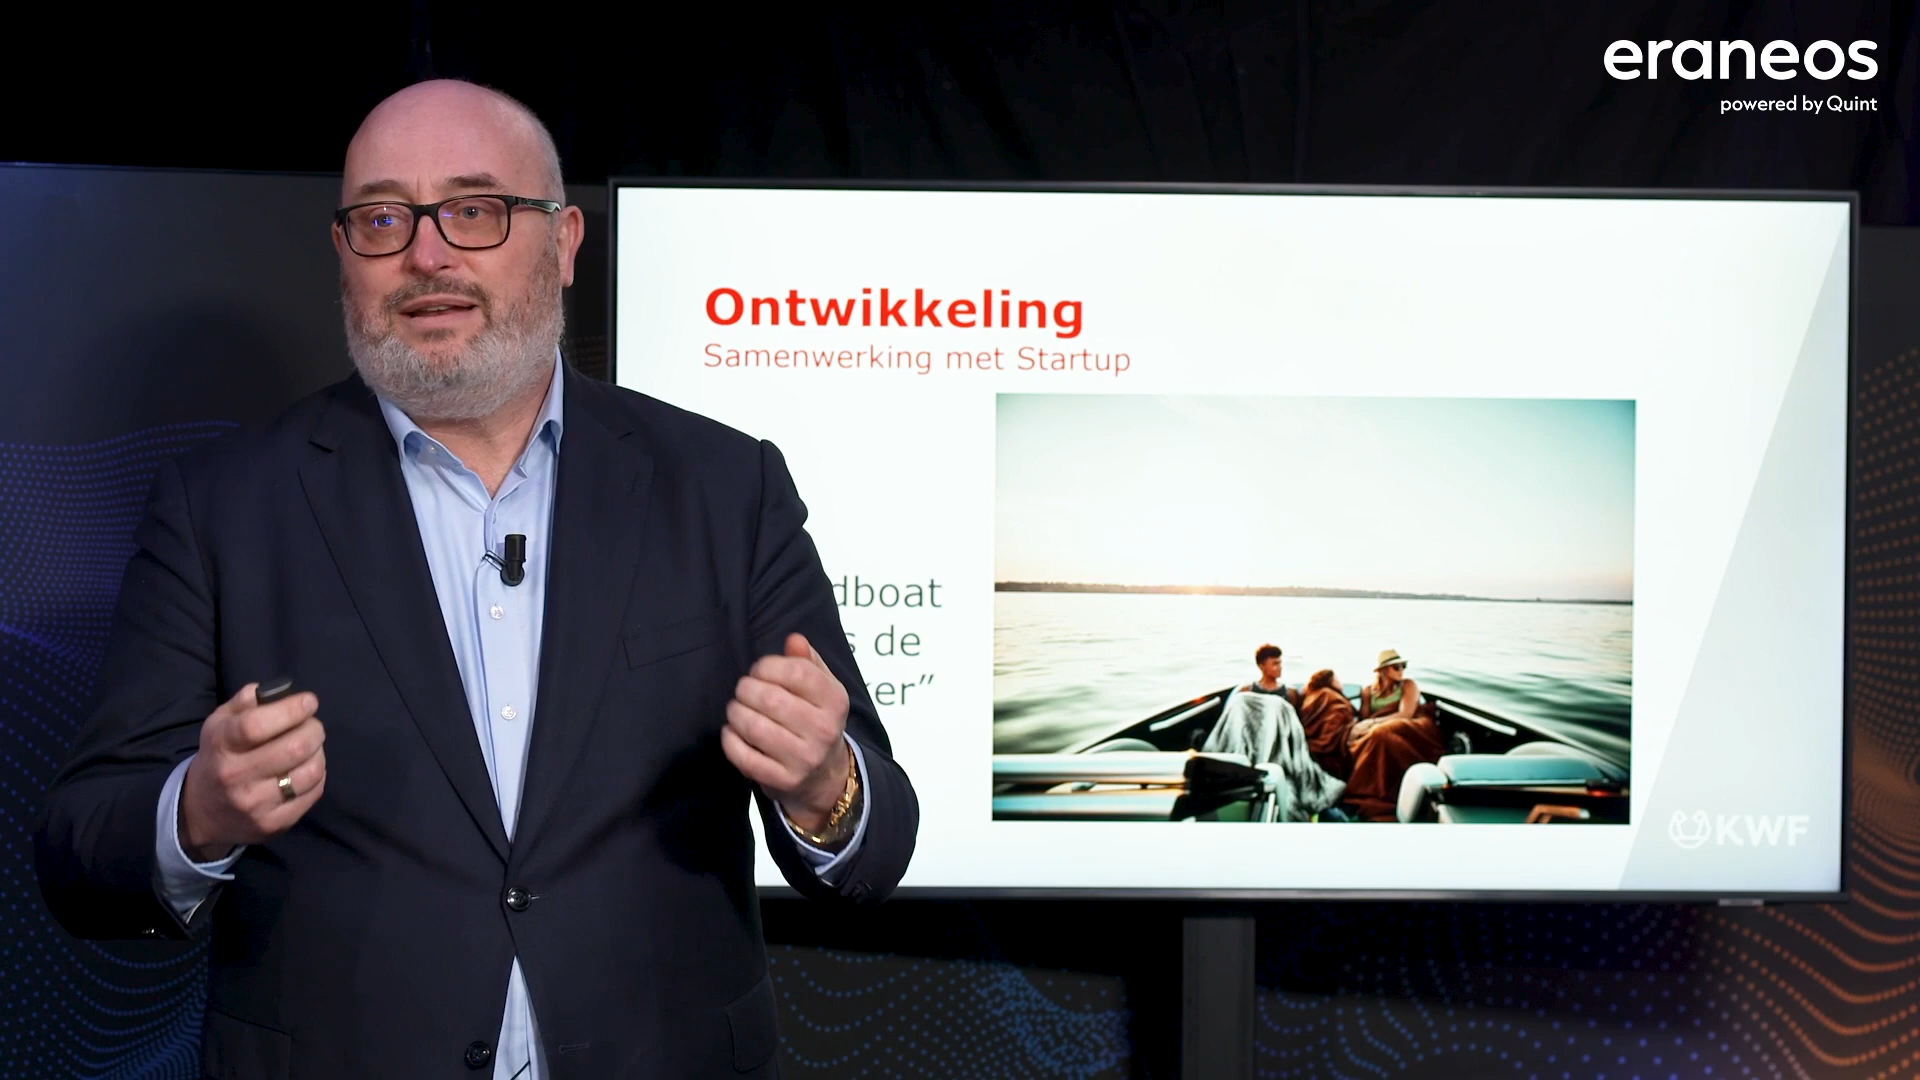 eraneos
powered by Quint
Ontwikkeling
Samenwerking met Startup
dboat
de
er”
KWF